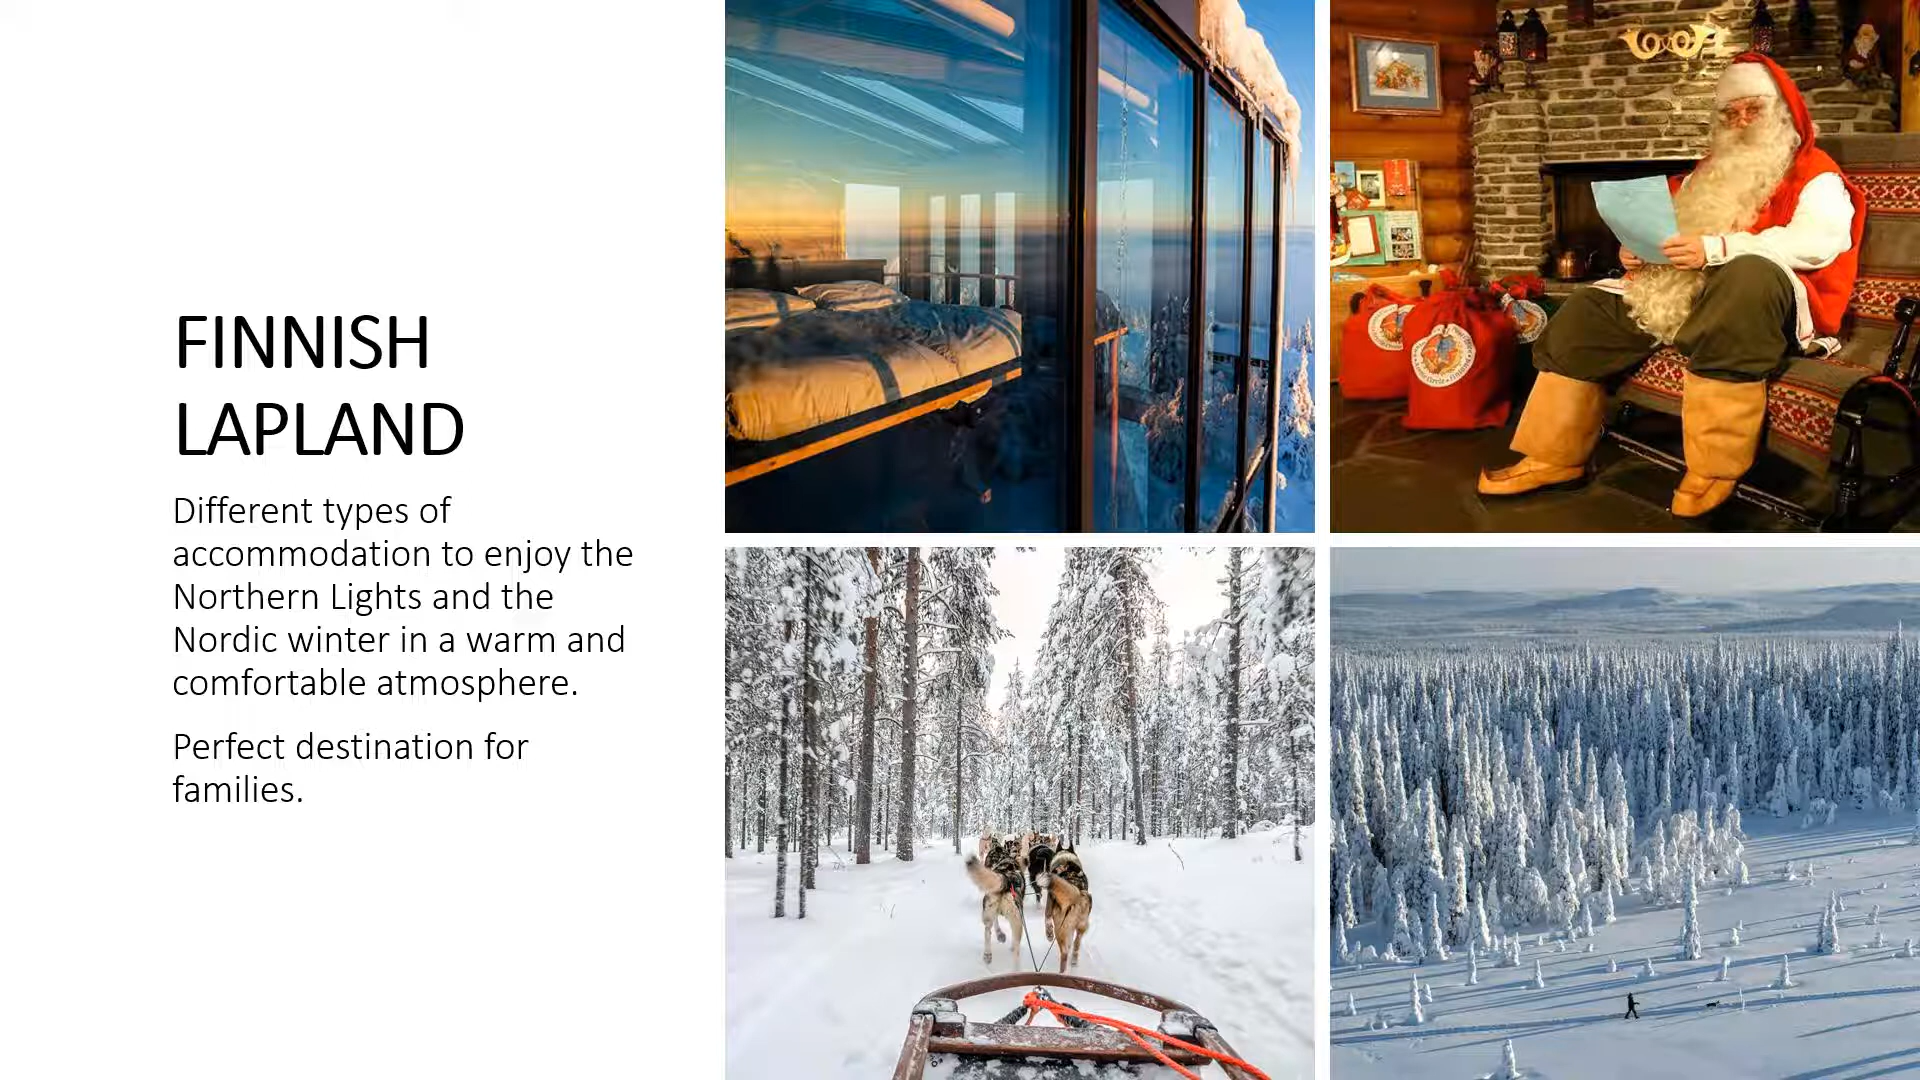 FINNISH
LAPLAND
Different types of
accommodation to enjoy the
Northern Lights and the
Nordic winter in a warm and
comfortable atmosphere.
Perfect destination for
families.